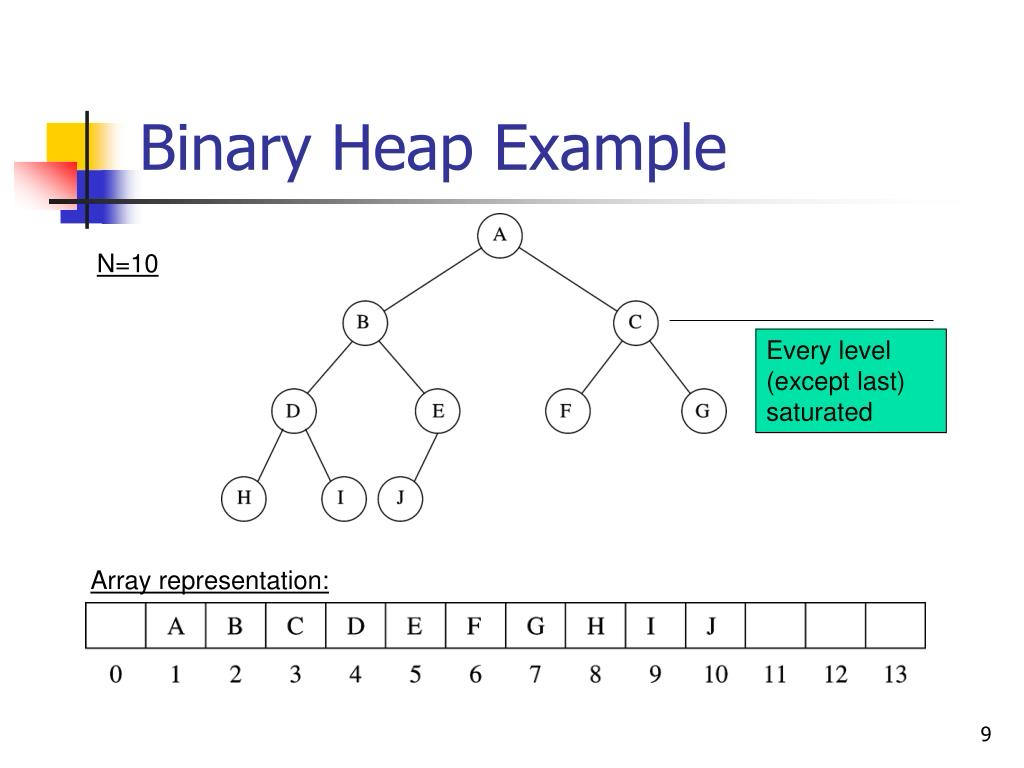 Binary Heap Example
A
N=10
B
C
Every level
(except last)
saturated
D
E
F
G
H
I
J
Array representation:
A B C D E F G H I J
0 1 2 3 4 5 6 7 8 9 10 11 12 13
9